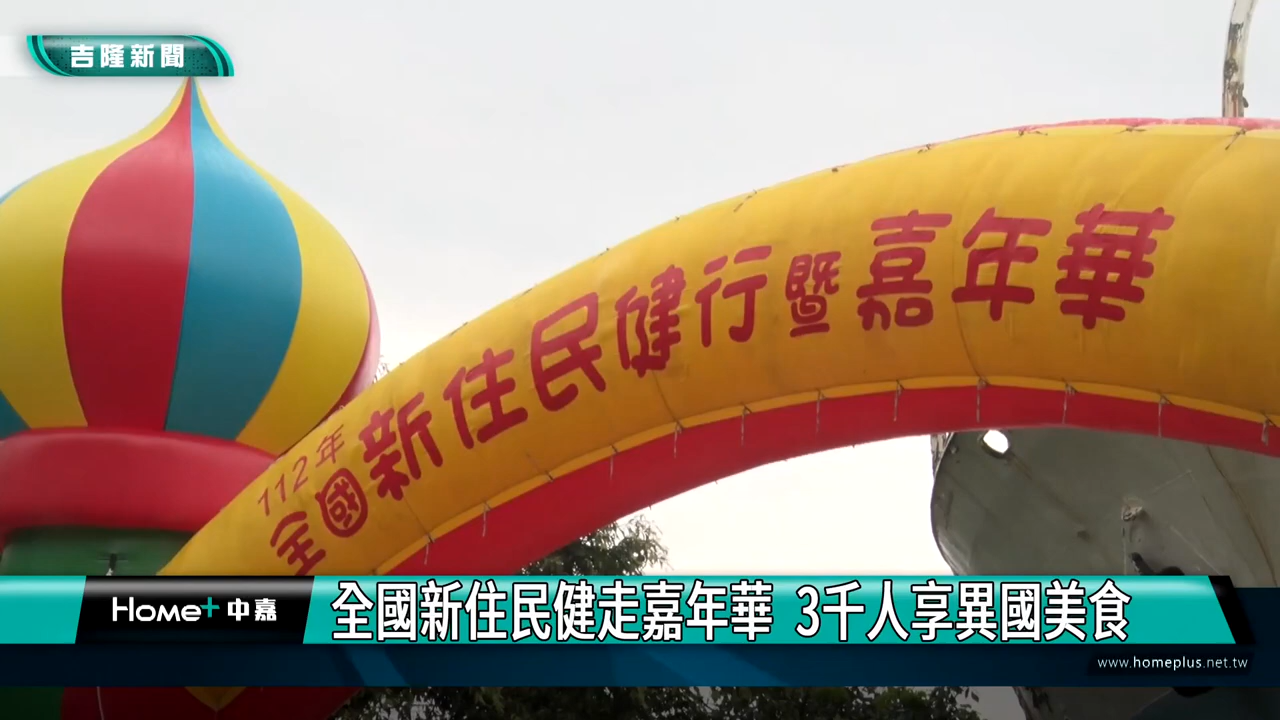 吉隆新聞
112年
全國新住民健行暨嘉年華
Home+中嘉
全國新住民健走嘉年華 3千人享異國美食
www.homeplus.net.tw